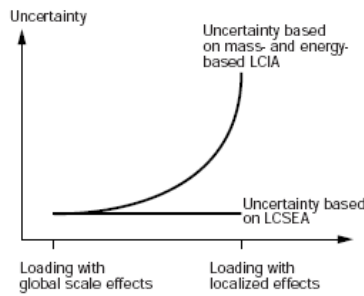 Uncertainty
Uncertainty based
on mass- and energy-
based LCIA
Uncertainty based
on LCSEA
Loading with
global scale effects
Loading with
localized effects